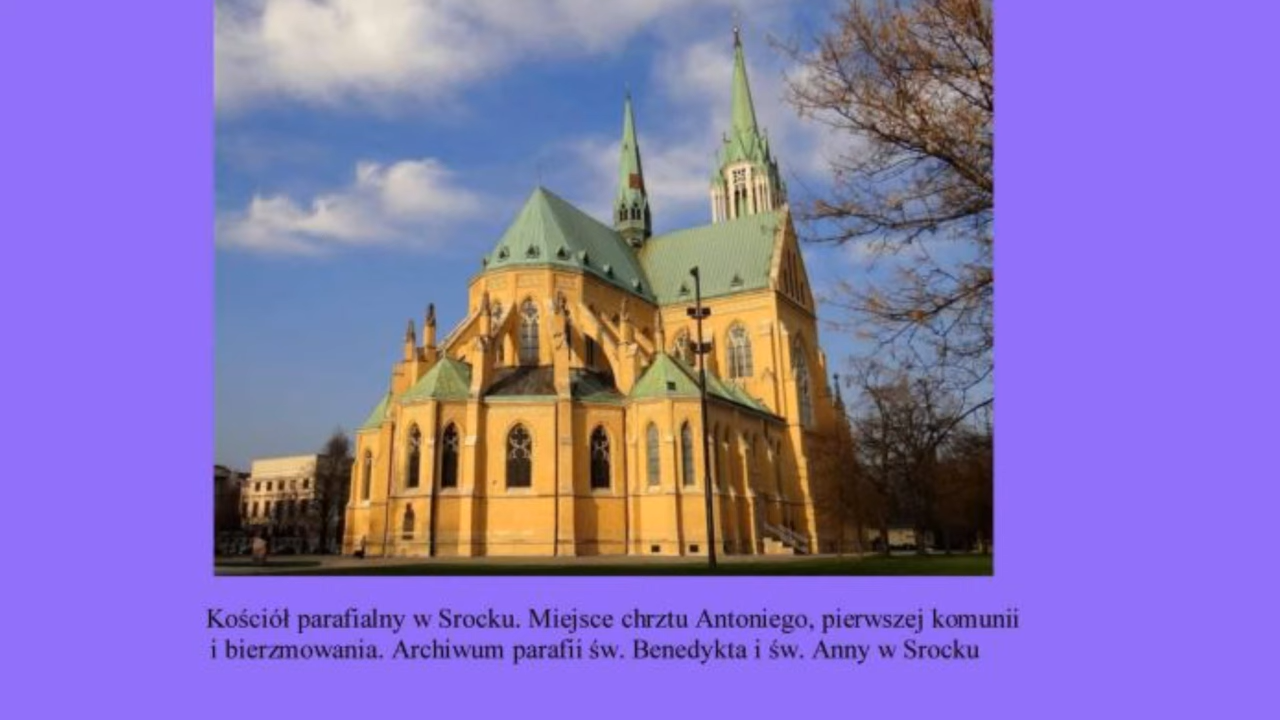 Kościół parafialny w Srocku. Miejsce chrztu Antoniego, pierwszej komunii
i bierzmowania. Archiwum parafii św. Benedykta i św. Anny w Srocku